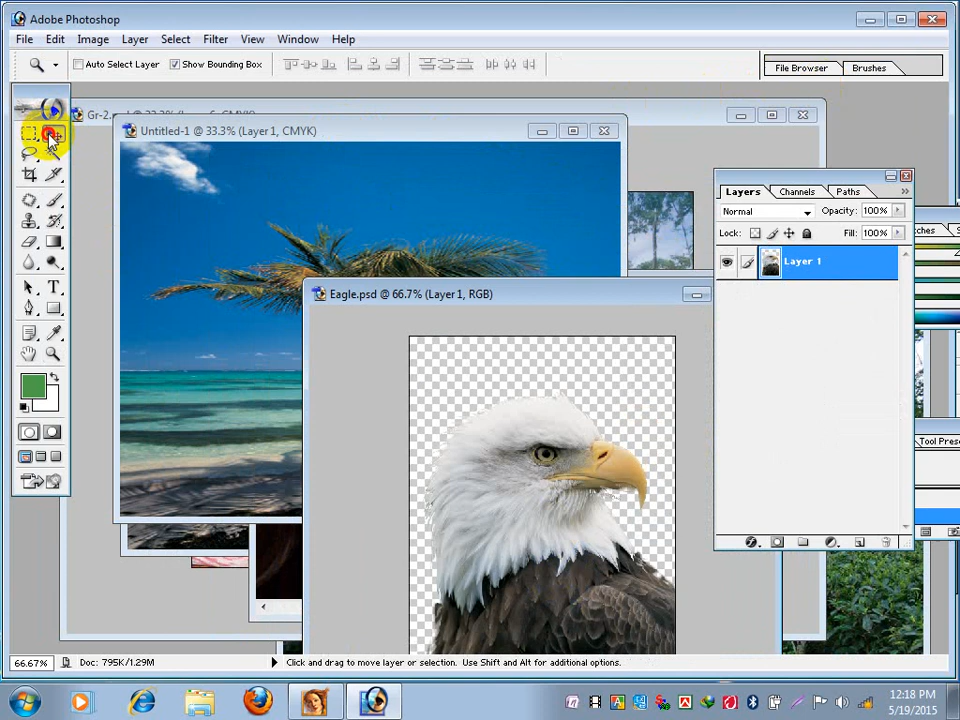 Adobe Photoshop
File Edit Image Layer Select Filter View Window Help
Auto Select Layer Show Bounding Box File Browser Brushes
Gr-2.
Untitled-1 @ 33.3% (Layer 1, CMYK)
Layers Channels Paths
Normal Opacity: 100%
Lock: Fill: 100%
Layer 1
Eagle.psd @ 66.7% (Layer 1, RGB)
Tool Prese
66.67% Doc: 795K/1.29M Click and drag to move layer or selection. Use Shift and Alt for additional options.
12:18 PM
5/19/2015